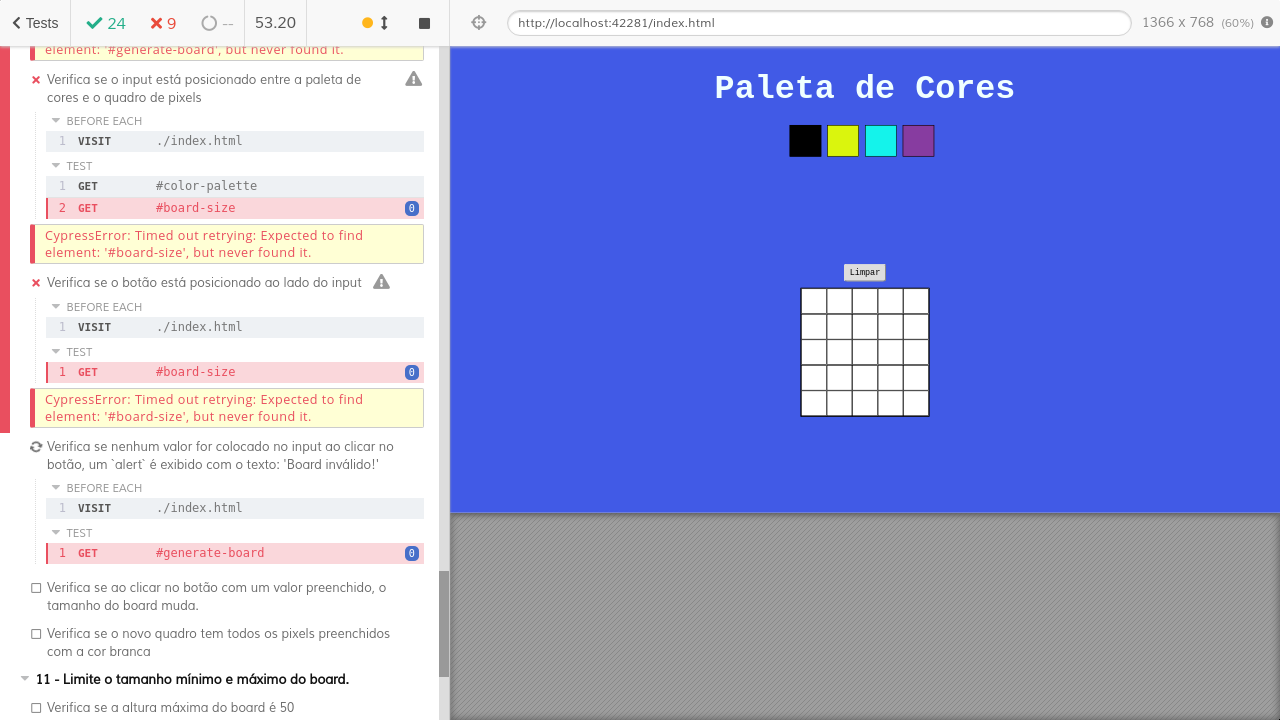 Tests
24
9
--
53.20
http://localhost:42281/index.html
1366 x 768 (60%)
element: '#generate-board', but never found it.
Verifica se o input está posicionado entre a paleta de
cores e o quadro de pixels
BEFORE EACH
1 VISIT ./index.html
TEST
1 GET #color-palette
2 GET #board-size 0
CypressError: Timed out retrying: Expected to find
element: '#board-size', but never found it.
Verifica se o botão está posicionado ao lado do input
BEFORE EACH
1 VISIT ./index.html
TEST
1 GET #board-size 0
CypressError: Timed out retrying: Expected to find
element: '#board-size', but never found it.
Verifica se nenhum valor for colocado no input ao clicar no
botão, um `alert` é exibido com o texto: 'Board inválido!'
BEFORE EACH
1 VISIT ./index.html
TEST
1 GET #generate-board 0
Verifica se ao clicar no botão com um valor preenchido, o
tamanho do board muda.
Verifica se o novo quadro tem todos os pixels preenchidos
com a cor branca
11 - Limite o tamanho mínimo e máximo do board.
Verifica se a altura máxima do board é 50
Paleta de Cores
Limpar